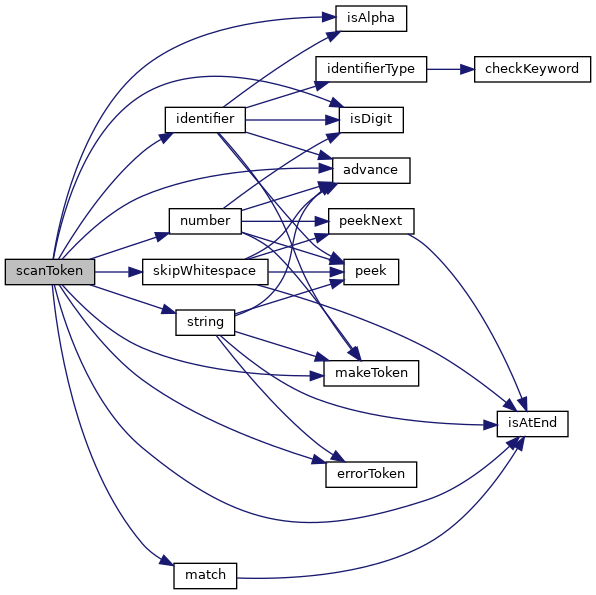 isAlpha
identifierType
checkKeyword
identifier
isDigit
advance
number
peekNext
scanToken
skipWhitespace
peek
string
makeToken
isAtEnd
errorToken
match